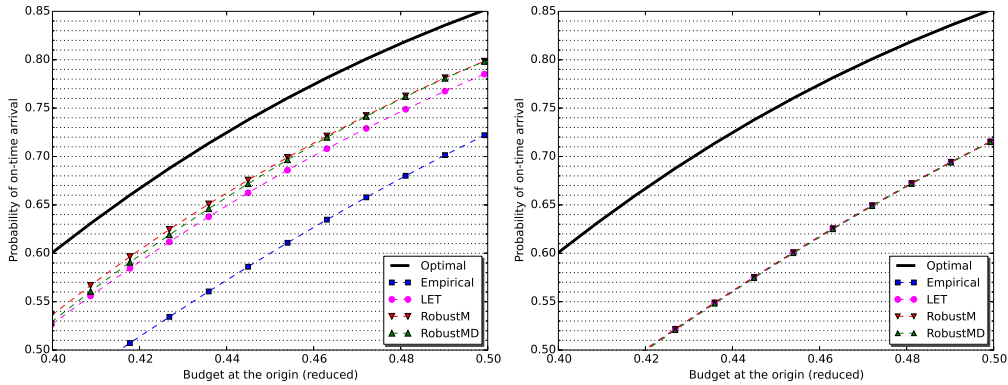 0.85
0.80
0.75
0.70
0.65
0.60
0.55
0.50
Probability of on-time arrival
0.40 0.42 0.44 0.46 0.48 0.50
Budget at the origin (reduced)
Optimal
Empirical
LET
RobustM
RobustMD
0.85
0.80
0.75
0.70
0.65
0.60
0.55
0.50
Probability of on-time arrival
0.40 0.42 0.44 0.46 0.48 0.50
Budget at the origin (reduced)
Optimal
Empirical
LET
RobustM
RobustMD